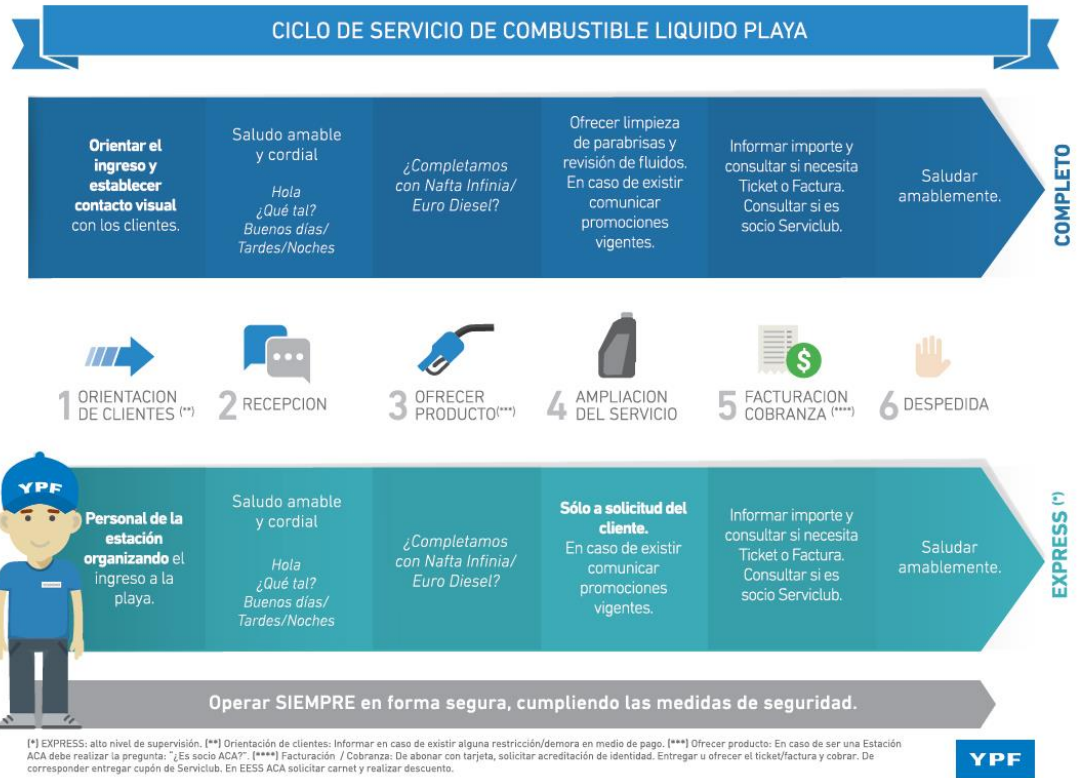 CICLO DE SERVICIO DE COMBUSTIBLE LIQUIDO PLAYA
Orientar el
ingreso y
establecer
contacto visual
con los clientes.
Saludo amable
y cordial
Hola
¿Qué tal?
Buenos días/
Tardes/Noches
¿Completamos
con Nafta Infinia/
Euro Diesel?
Ofrecer limpieza
de parabrisas y
revisión de fluidos.
En caso de existir
comunicar
promociones
vigentes.
Informar importe y
consultar si necesita
Ticket o Factura.
Consultar si es
socio Serviclub.
Saludar
amablemente.
COMPLETO
1 ORIENTACION
DE CLIENTES (**)
2 RECEPCION
3 OFRECER
PRODUCTO(***)
4 AMPLIACION
DEL SERVICIO
$
5 FACTURACION
COBRANZA (****)
6 DESPEDIDA
YPF
Personal de la
estación
organizando el
ingreso a la
playa.
Saludo amable
y cordial
Hola
¿Qué tal?
Buenos días/
Tardes/Noches
¿Completamos
con Nafta Infinia/
Euro Diesel?
Sólo a solicitud del
cliente.
En caso de existir
comunicar
promociones
vigentes.
Informar importe y
consultar si necesita
Ticket o Factura.
Consultar si es
socio Serviclub.
Saludar
amablemente.
EXPRESS (*)
Operar SIEMPRE en forma segura, cumpliendo las medidas de seguridad.
(*) EXPRESS: alto nivel de supervisión. (**) Orientación de clientes: Informar en caso de existir alguna restricción/demora en medio de pago. (***) Ofrecer producto: En caso de ser una Estación
ACA debe realizar la pregunta: "¿Es socio ACA?". (****) Facturación / Cobranza: De abonar con tarjeta, solicitar acreditación de identidad. Entregar u ofrecer el ticket/factura y cobrar. De
corresponder entregar cupón de Serviclub. En EESS ACA solicitar carnet y realizar descuento.
YPF